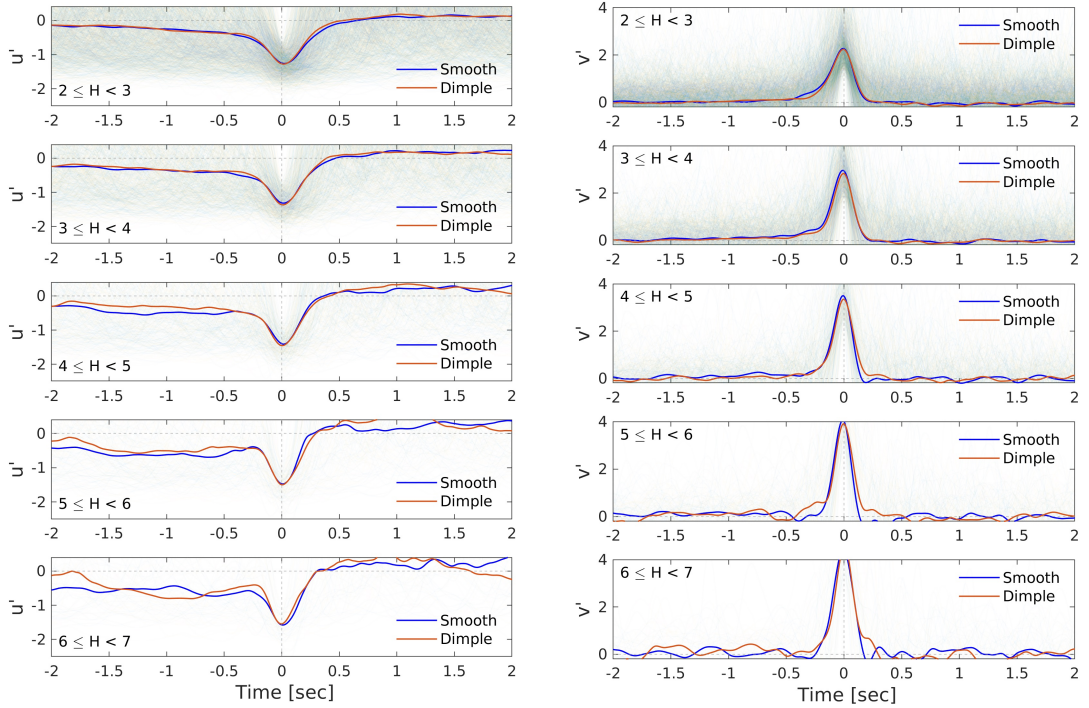 0
-1
-2
u'
2 ≤ H < 3
Smooth
Dimple
-2 -1.5 -1 -0.5 0 0.5 1 1.5 2
0
-1
-2
u'
3 ≤ H < 4
Smooth
Dimple
-2 -1.5 -1 -0.5 0 0.5 1 1.5 2
0
-1
-2
u'
4 ≤ H < 5
Smooth
Dimple
-2 -1.5 -1 -0.5 0 0.5 1 1.5 2
0
-1
-2
u'
5 ≤ H < 6
Smooth
Dimple
-2 -1.5 -1 -0.5 0 0.5 1 1.5 2
0
-1
-2
u'
6 ≤ H < 7
Smooth
Dimple
-2 -1.5 -1 -0.5 0 0.5 1 1.5 2
Time [sec]
4
2
0
v'
2 ≤ H < 3
Smooth
Dimple
-2 -1.5 -1 -0.5 0 0.5 1 1.5 2
4
2
0
v'
3 ≤ H < 4
Smooth
Dimple
-2 -1.5 -1 -0.5 0 0.5 1 1.5 2
4
2
0
v'
4 ≤ H < 5
Smooth
Dimple
-2 -1.5 -1 -0.5 0 0.5 1 1.5 2
4
2
0
v'
5 ≤ H < 6
Smooth
Dimple
-2 -1.5 -1 -0.5 0 0.5 1 1.5 2
4
2
0
v'
6 ≤ H < 7
Smooth
Dimple
-2 -1.5 -1 -0.5 0 0.5 1 1.5 2
Time [sec]